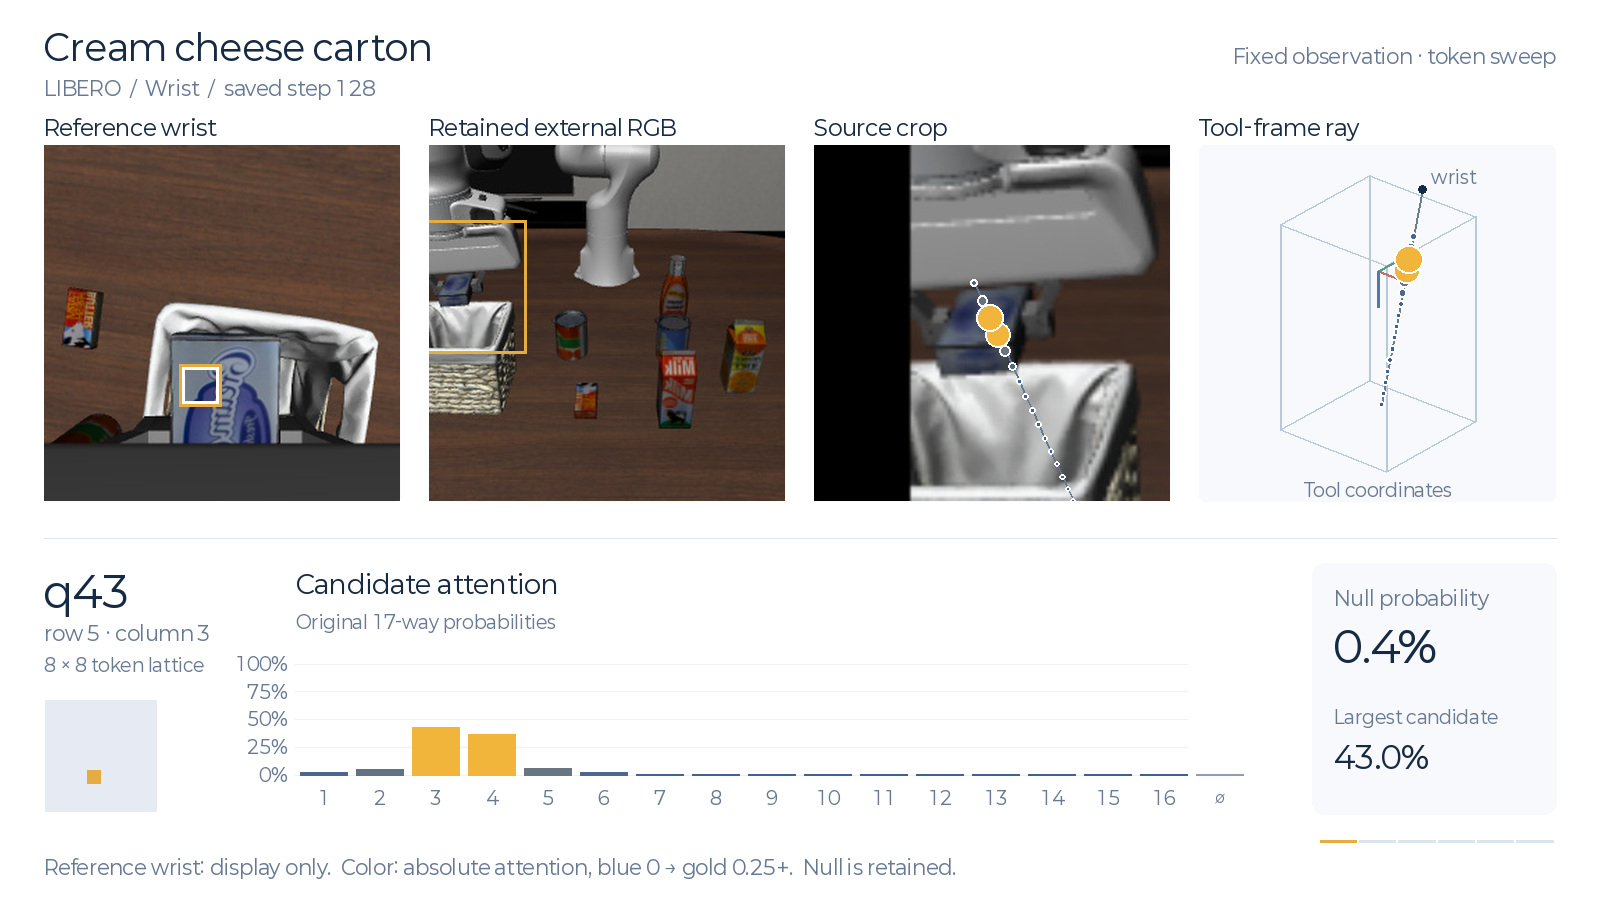 Cream cheese carton
LIBERO / Wrist / saved step 128
Fixed observation · token sweep
Reference wrist
Retained external RGB
Source crop
Tool-frame ray
wrist
Milk
Tool coordinates
q43
row 5 · column 3
8 × 8 token lattice
Candidate attention
Original 17-way probabilities
100%
75%
50%
25%
0%
1 2 3 4 5 6 7 8 9 10 11 12 13 14 15 16 ø
Null probability
0.4%
Largest candidate
43.0%
Reference wrist: display only. Color: absolute attention, blue 0 → gold 0.25+. Null is retained.